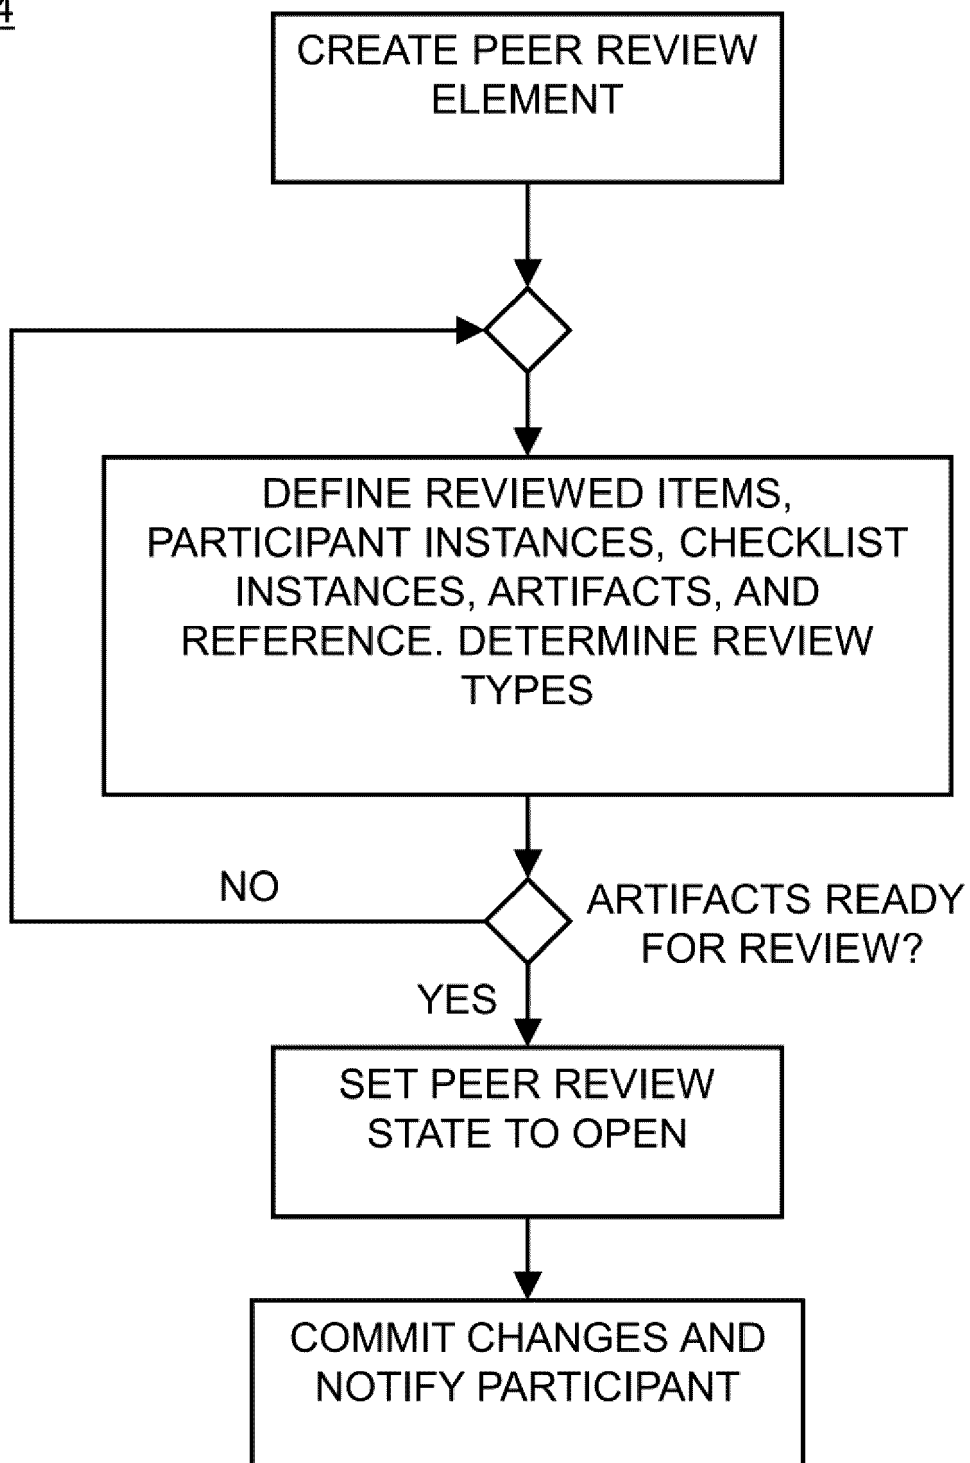 4
CREATE PEER REVIEW
ELEMENT
DEFINE REVIEWED ITEMS,
PARTICIPANT INSTANCES, CHECKLIST
INSTANCES, ARTIFACTS, AND
REFERENCE. DETERMINE REVIEW
TYPES
NO
ARTIFACTS READY
FOR REVIEW?
YES
SET PEER REVIEW
STATE TO OPEN
COMMIT CHANGES AND
NOTIFY PARTICIPANT